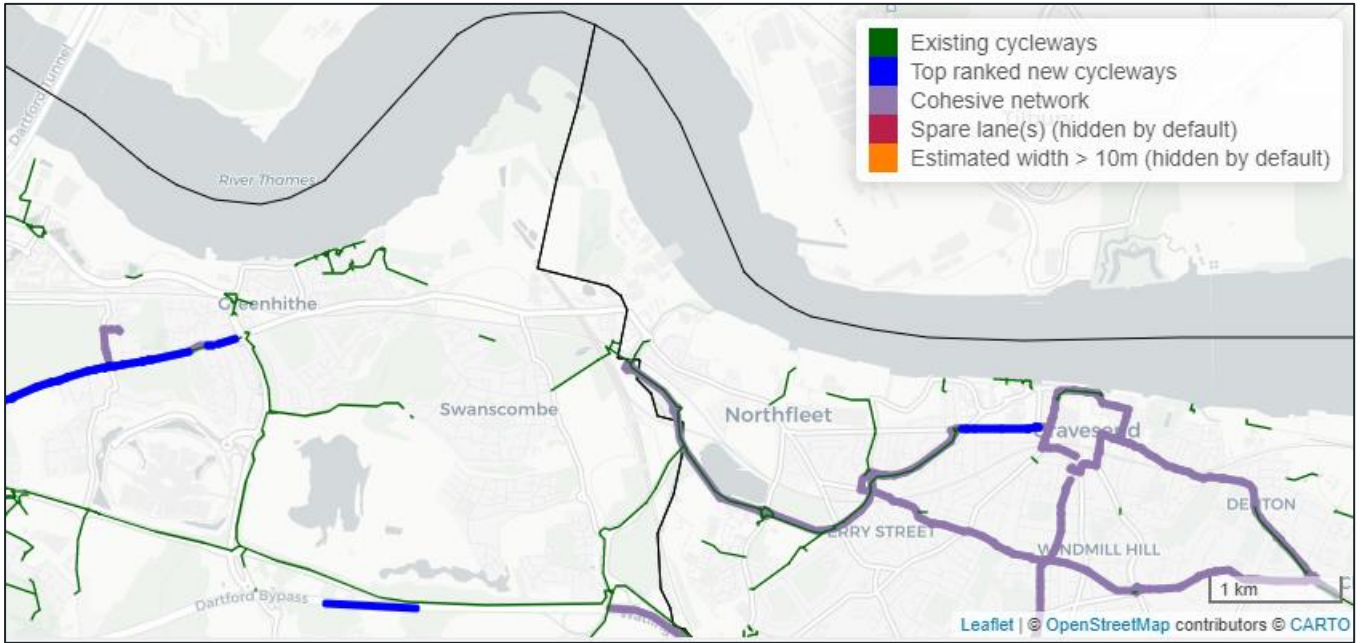 Existing cycleways
Top ranked new cycleways
Cohesive network
Spare lane(s) (hidden by default)
Estimated width > 10m (hidden by default)
Dartford Tunnel
River Thames
Greenhithe
Swanscombe
Northfleet
Gravesend
DENTON
ERRY STREET
WINDMILL HILL
Dartford Bypass
1 km
Leaflet | © OpenStreetMap contributors © CARTO